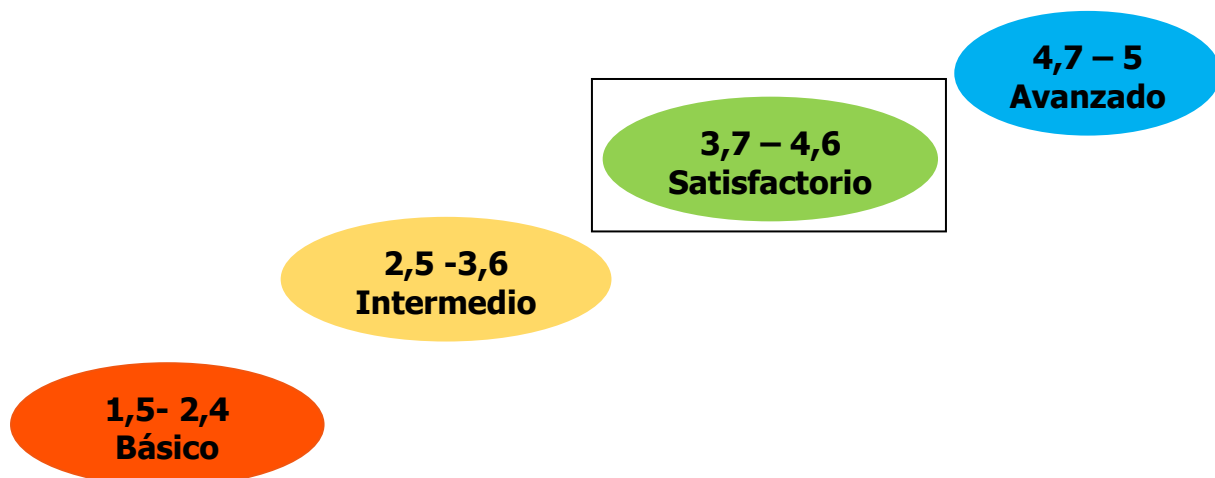 4,7 – 5
Avanzado
3,7 – 4,6
Satisfactorio
2,5 -3,6
Intermedio
1,5- 2,4
Básico